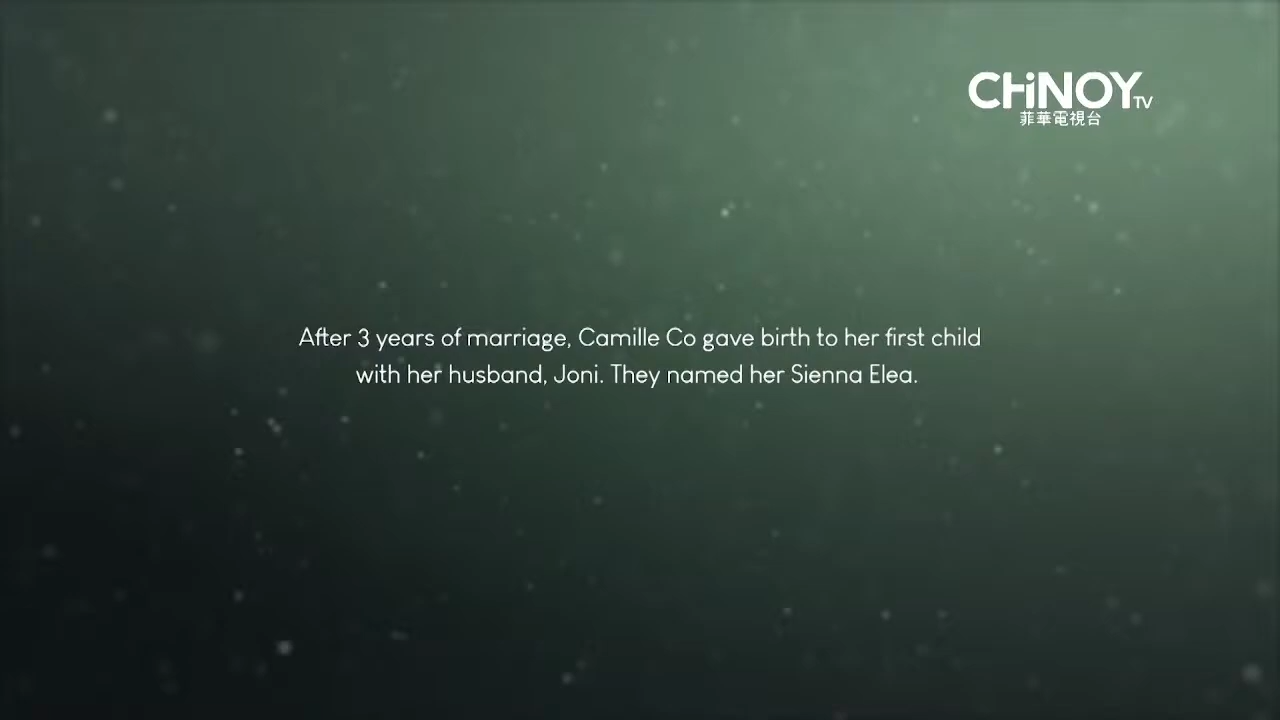 CHiNOY TV
菲華電視台
After 3 years of marriage, Camille Co gave birth to her first child
with her husband, Joni. They named her Sienna Elea.